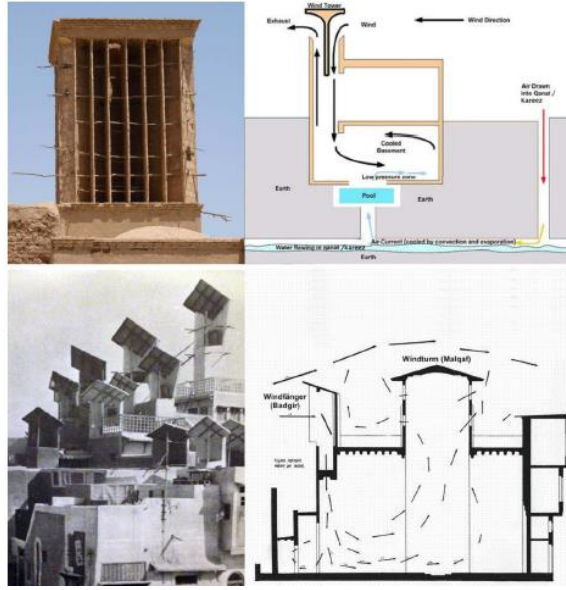 Wind Tower
Exhaust
Wind
Wind Direction
Air Drawn
into Qanat /
Kareez
Cooled
Basement
Low pressure zone
Earth
Pool
Earth
Air Current (cooled by convection and evaporation)
Water flowing in qanat /kareez
Earth
Windturm (Malqaf)
Windfänger
(Badgir)